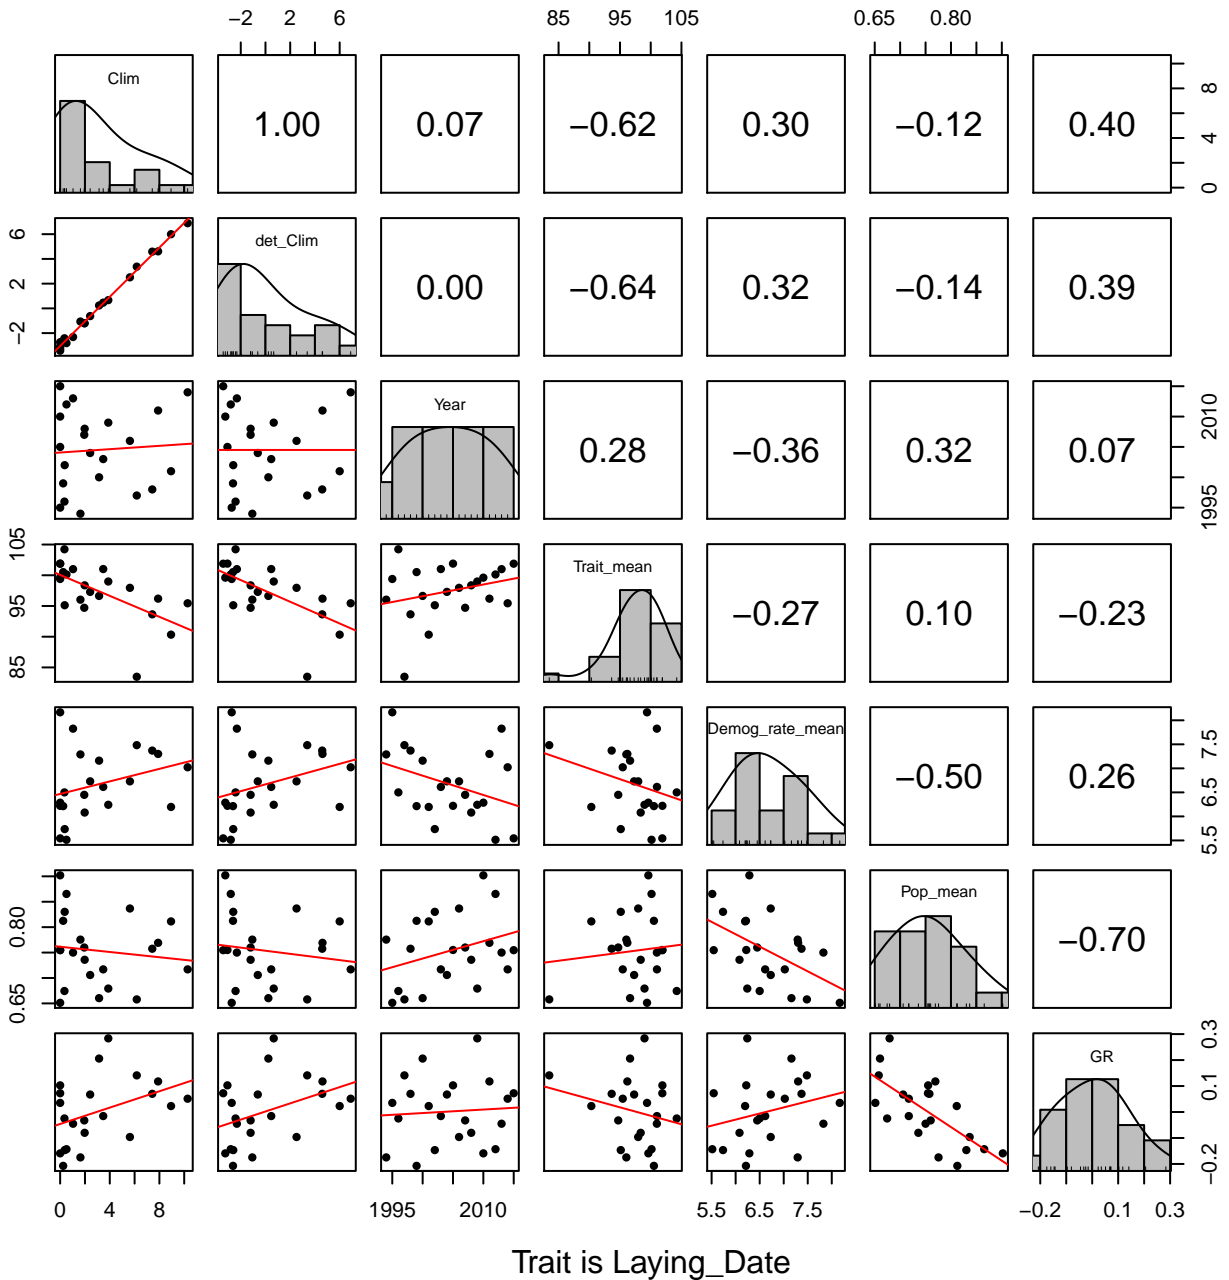 −2 2 6 85 95 105 0.65 0.80
Clim 1.00 0.07 −0.62 0.30 −0.12 0.40 0 4 8
−2 2 6 det_Clim 0.00 −0.64 0.32 −0.14 0.39
Year 0.28 −0.36 0.32 0.07 1995 2010
85 95 105 Trait_mean −0.27 0.10 −0.23
Demog_rate_mean −0.50 0.26 5.5 6.5 7.5
0.65 0.80 Pop_mean −0.70
GR −0.2 0.1 0.3
0 4 8 1995 2010 5.5 6.5 7.5 −0.2 0.1 0.3
Trait is Laying_Date